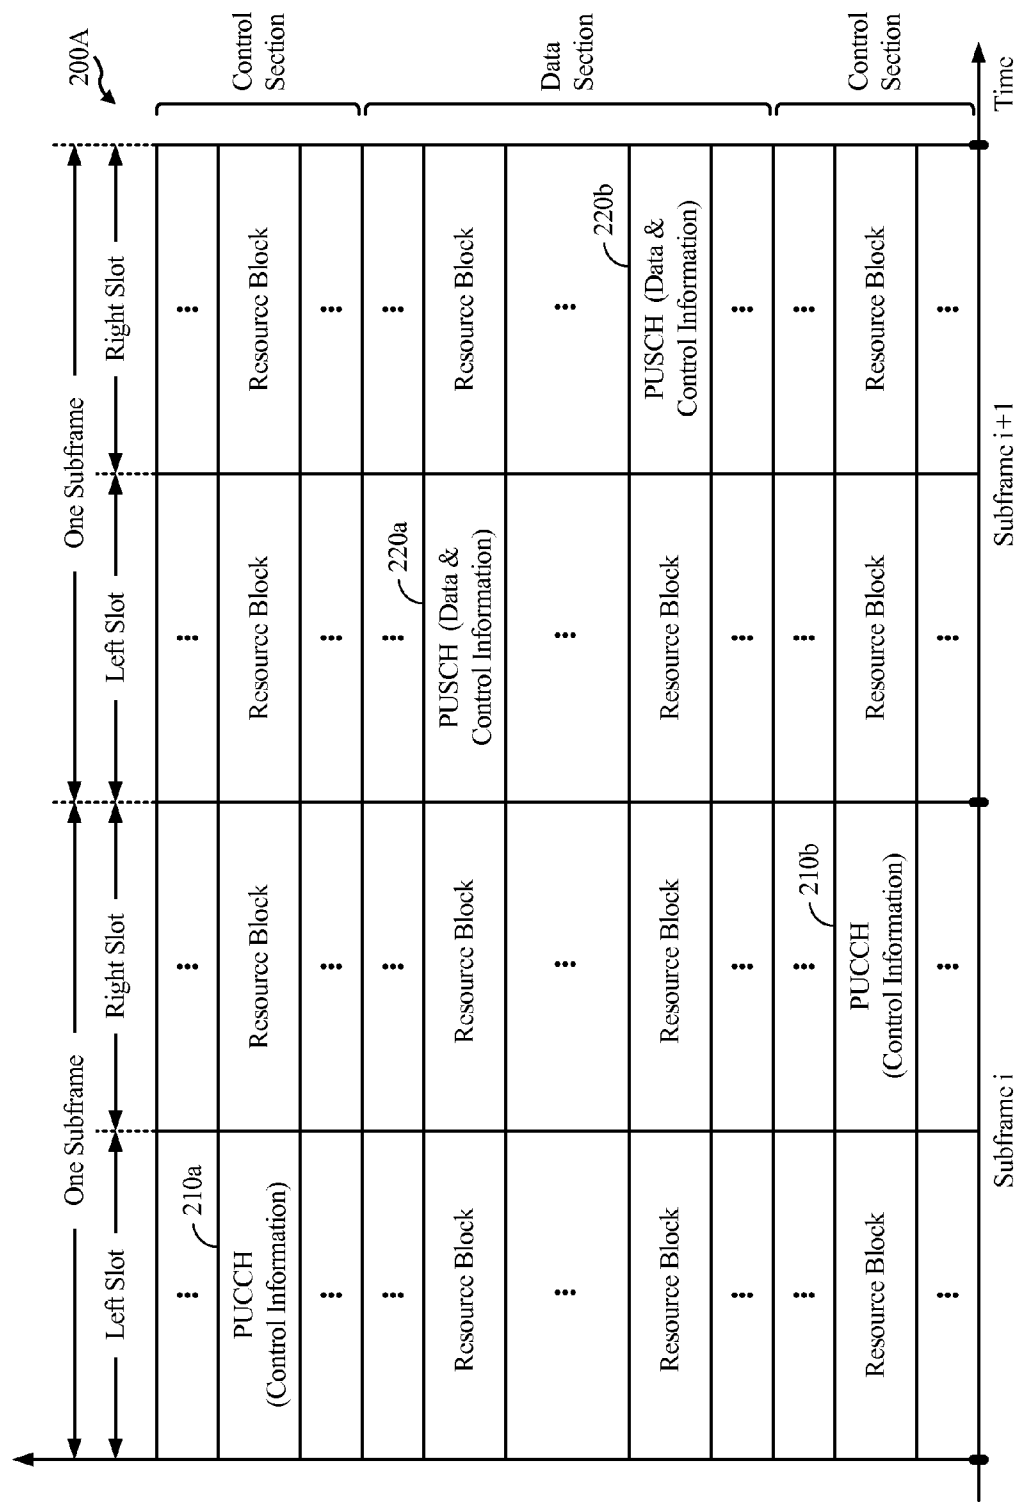 200A
One Subframe
One Subframe
Left Slot
Right Slot
Left Slot
Right Slot
210a
PUCCH
(Control Information)
Resource Block
Resource Block
Resource Block
Control
Section
220a
Resource Block
Resource Block
PUSCH (Data &
Control Information)
Resource Block
Data
Section
220b
Resource Block
Resource Block
Resource Block
PUSCH (Data &
Control Information)
210b
Resource Block
PUCCH
(Control Information)
Resource Block
Resource Block
Control
Section
Subframe i
Subframe i+1
Time